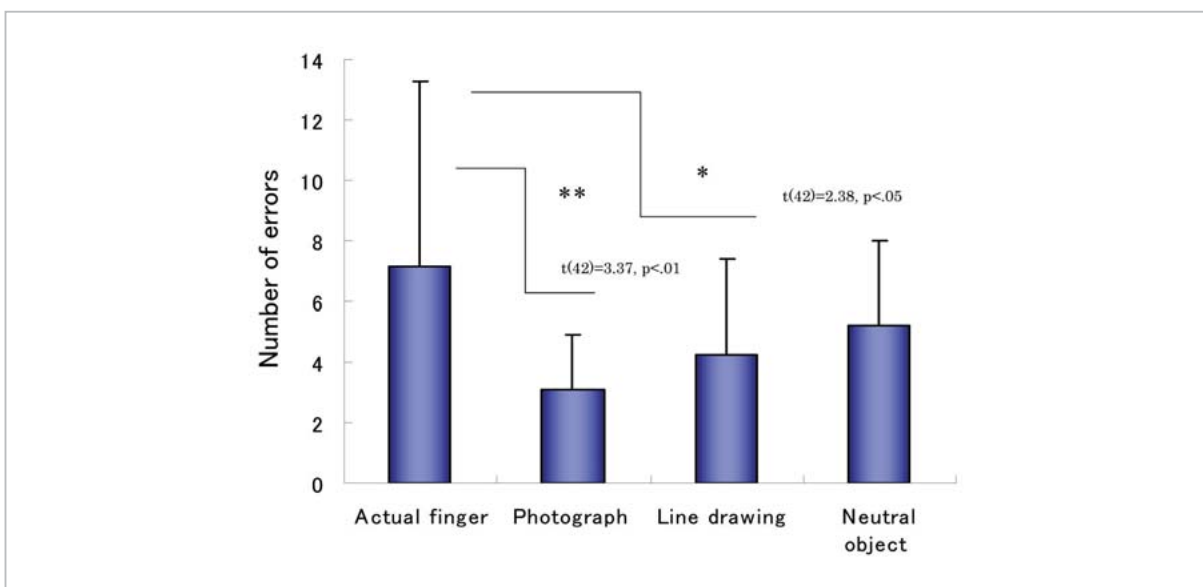 14
12
10
8
6
4
2
0
Number of errors
*
**
t(42)=2.38, p<.05
t(42)=3.37, p<.01
Actual finger
Photograph
Line drawing
Neutral
object